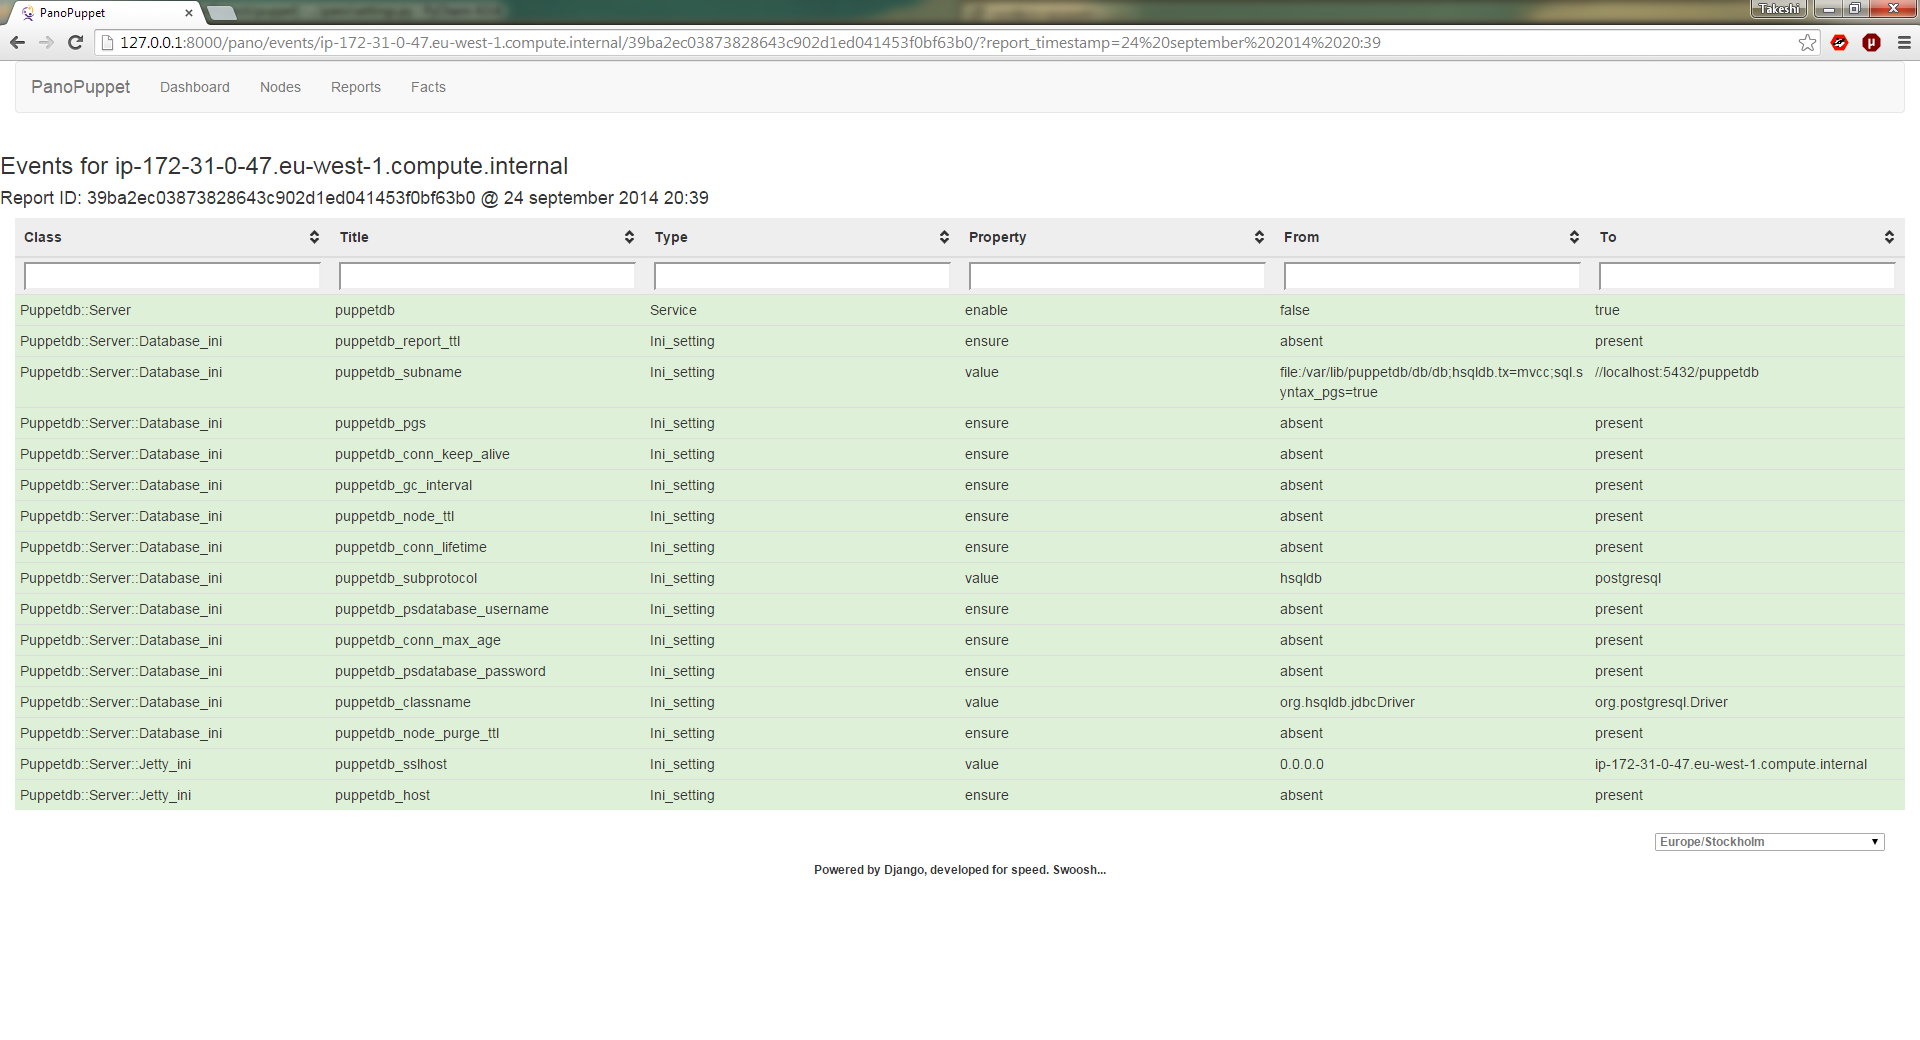 PanoPuppet
Takeshi
127.0.0.1:8000/pano/events/ip-172-31-0-47.eu-west-1.compute.internal/39ba2ec03873828643c902d1ed041453f0bf63b0/?report_timestamp=24%20september%202014%2020:39
PanoPuppet Dashboard Nodes Reports Facts
Events for ip-172-31-0-47.eu-west-1.compute.internal
Report ID: 39ba2ec03873828643c902d1ed041453f0bf63b0 @ 24 september 2014 20:39
Class Title Type Property From To
Puppetdb::Server puppetdb Service enable false true
Puppetdb::Server::Database_ini puppetdb_report_ttl Ini_setting ensure absent present
Puppetdb::Server::Database_ini puppetdb_subname Ini_setting value file:/var/lib/puppetdb/db/db;hsqldb.tx=mvcc;sql.s //localhost:5432/puppetdb
yntax_pgs=true
Puppetdb::Server::Database_ini puppetdb_pgs Ini_setting ensure absent present
Puppetdb::Server::Database_ini puppetdb_conn_keep_alive Ini_setting ensure absent present
Puppetdb::Server::Database_ini puppetdb_gc_interval Ini_setting ensure absent present
Puppetdb::Server::Database_ini puppetdb_node_ttl Ini_setting ensure absent present
Puppetdb::Server::Database_ini puppetdb_conn_lifetime Ini_setting ensure absent present
Puppetdb::Server::Database_ini puppetdb_subprotocol Ini_setting value hsqldb postgresql
Puppetdb::Server::Database_ini puppetdb_psdatabase_username Ini_setting ensure absent present
Puppetdb::Server::Database_ini puppetdb_conn_max_age Ini_setting ensure absent present
Puppetdb::Server::Database_ini puppetdb_psdatabase_password Ini_setting ensure absent present
Puppetdb::Server::Database_ini puppetdb_classname Ini_setting value org.hsqldb.jdbcDriver org.postgresql.Driver
Puppetdb::Server::Database_ini puppetdb_node_purge_ttl Ini_setting ensure absent present
Puppetdb::Server::Jetty_ini puppetdb_sslhost Ini_setting value 0.0.0.0 ip-172-31-0-47.eu-west-1.compute.internal
Puppetdb::Server::Jetty_ini puppetdb_host Ini_setting ensure absent present
Europe/Stockholm
Powered by Django, developed for speed. Swoosh...